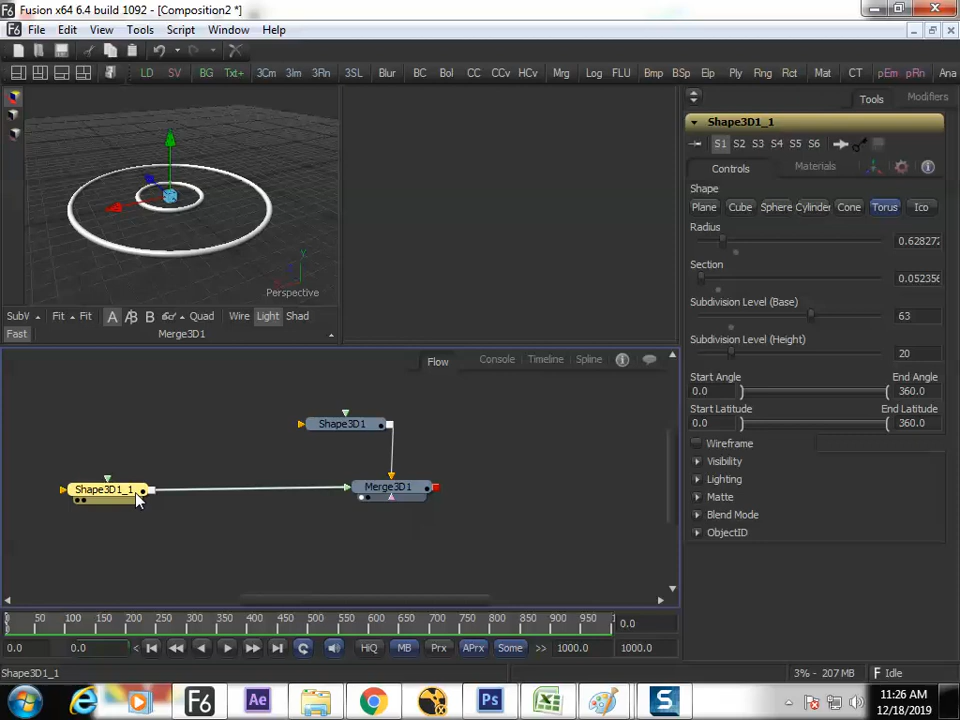 Fusion x64 6.4 build 1092 - [Composition2 *]
File Edit View Tools Script Window Help
LD SV BG Txt+ 3Cm 3Im 3Rn 3SL Blur BC Bol CC CCv HCv Mrg Log FLU Bmp BSp Elp Ply Rng Rct Mat CT pEm pRn Ana
Tools Modifiers
Shape3D1_1
S1 S2 S3 S4 S5 S6
Controls Materials
Shape
Plane Cube Sphere Cylinder Cone Torus Ico
Radius
0.628272
Section
0.052356
Subdivision Level (Base)
63
Subdivision Level (Height)
20
Start Angle End Angle
0.0 360.0
Start Latitude End Latitude
0.0 360.0
Wireframe
Visibility
Lighting
Matte
Blend Mode
ObjectID
Y
Perspective
SubV Fit Fit A A/B B Quad Wire Light Shad
Fast Merge3D1
Flow Console Timeline Spline
Shape3D1
Shape3D1_1
Merge3D1
0 50 100 150 200 250 300 350 400 450 500 550 600 650 700 750 800 850 900 950 0.0
0.0 0.0 HiQ MB Prx APrx Some >> 1000.0 1000.0
Shape3D1_1 3% - 207 MB Idle
F6 Ae Ps S
11:26 AM
12/18/2019